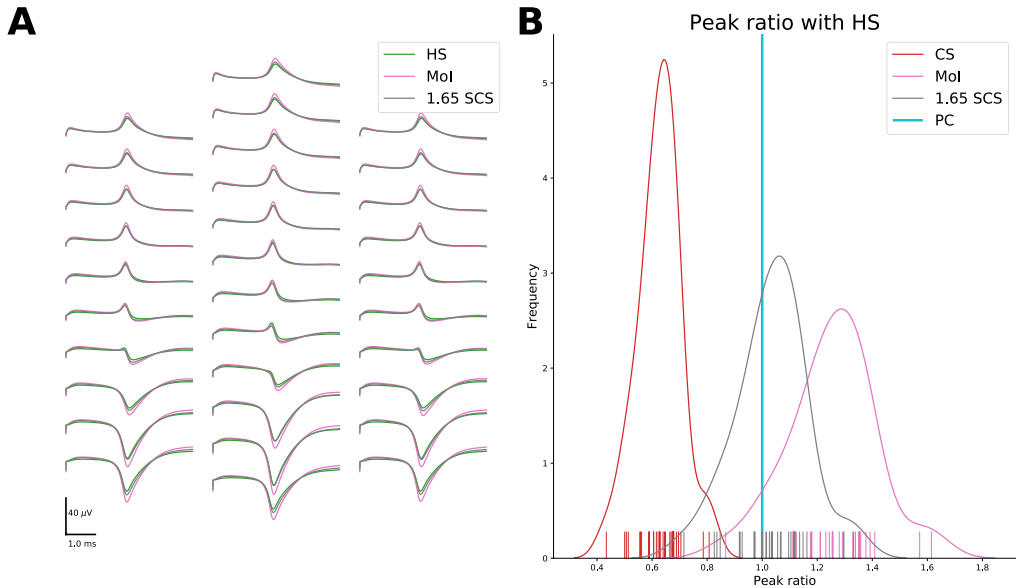 A
HS
MoI
1.65 SCS
40 μV
1.0 ms
B
Peak ratio with HS
CS
MoI
1.65 SCS
PC
Frequency
5
4
3
2
1
0
0.4 0.6 0.8 1.0 1.2 1.4 1.6 1.8
Peak ratio